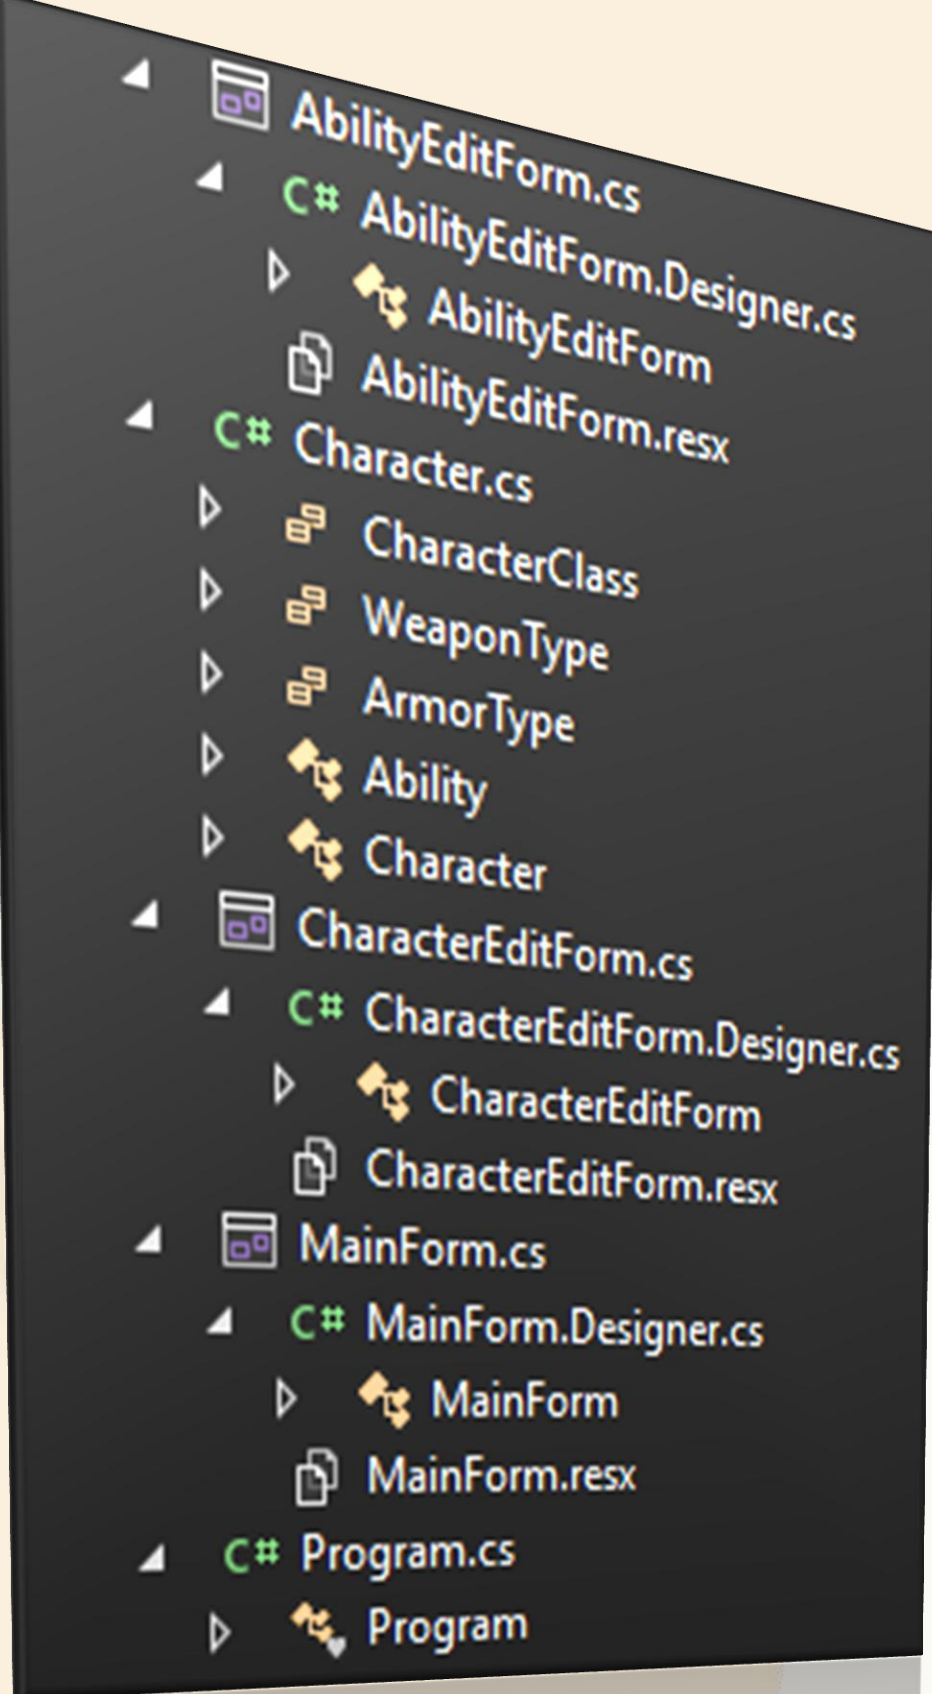 AbilityEditForm.cs
C# AbilityEditForm.Designer.cs
AbilityEditForm
AbilityEditForm.resx
C# Character.cs
CharacterClass
WeaponType
ArmorType
Ability
Character
CharacterEditForm.cs
C# CharacterEditForm.Designer.cs
CharacterEditForm
CharacterEditForm.resx
MainForm.cs
C# MainForm.Designer.cs
MainForm
MainForm.resx
C# Program.cs
Program